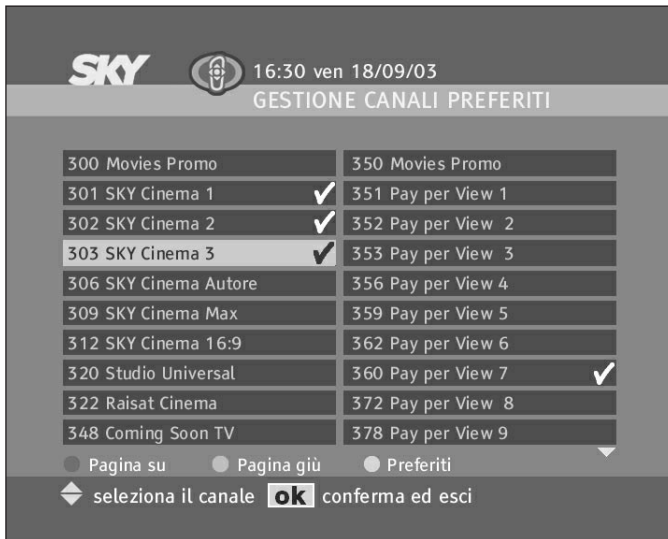 SKY
16:30 ven 18/09/03
GESTIONE CANALI PREFERITI
300 Movies Promo
301 SKY Cinema 1
302 SKY Cinema 2
303 SKY Cinema 3
306 SKY Cinema Autore
309 SKY Cinema Max
312 SKY Cinema 16:9
320 Studio Universal
322 Raisat Cinema
348 Coming Soon TV
350 Movies Promo
351 Pay per View 1
352 Pay per View 2
353 Pay per View 3
356 Pay per View 4
359 Pay per View 5
362 Pay per View 6
360 Pay per View 7
372 Pay per View 8
378 Pay per View 9
Pagina su Pagina giù Preferiti
seleziona il canale ok conferma ed esci